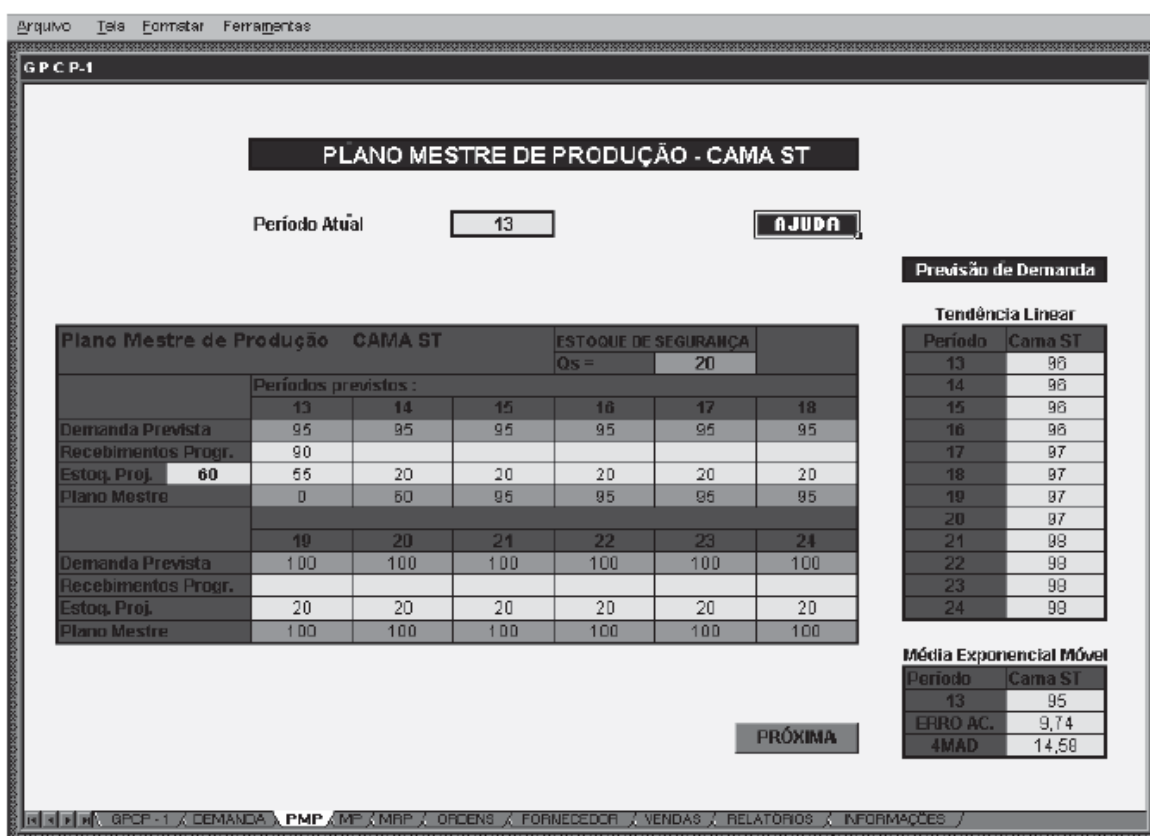 Arquivo Tela Formatar Ferramentas
G P C P-1
PLANO MESTRE DE PRODUÇÃO - CAMA ST
Período Atual 13 AJUDA
Previsão de Demanda
Tendência Linear
Plano Mestre de Produção CAMA ST ESTOQUE DE SEGURANÇA
Qs = 20
Períodos previstos :
13 14 15 16 17 18
Demanda Prevista 95 95 95 95 95 95
Recebimentos Progr. 90
Estoq. Proj. 60 55 20 20 20 20 20
Plano Mestre 0 60 95 95 95 95
19 20 21 22 23 24
Demanda Prevista 100 100 100 100 100 100
Recebimentos Progr.
Estoq. Proj. 20 20 20 20 20 20
Plano Mestre 100 100 100 100 100 100
Período Cama ST
13 96
14 96
15 96
16 96
17 97
18 97
19 97
20 97
21 98
22 98
23 98
24 98
Média Exponencial Móvel
Período Cama ST
13 95
ERRO AC. 9,74
4MAD 14,58
PRÓXIMA
GPCP - 1 DEMANDA PMP MP MRP ORDENS FORNECEDOR VENDAS RELATÓRIOS INFORMAÇÕES